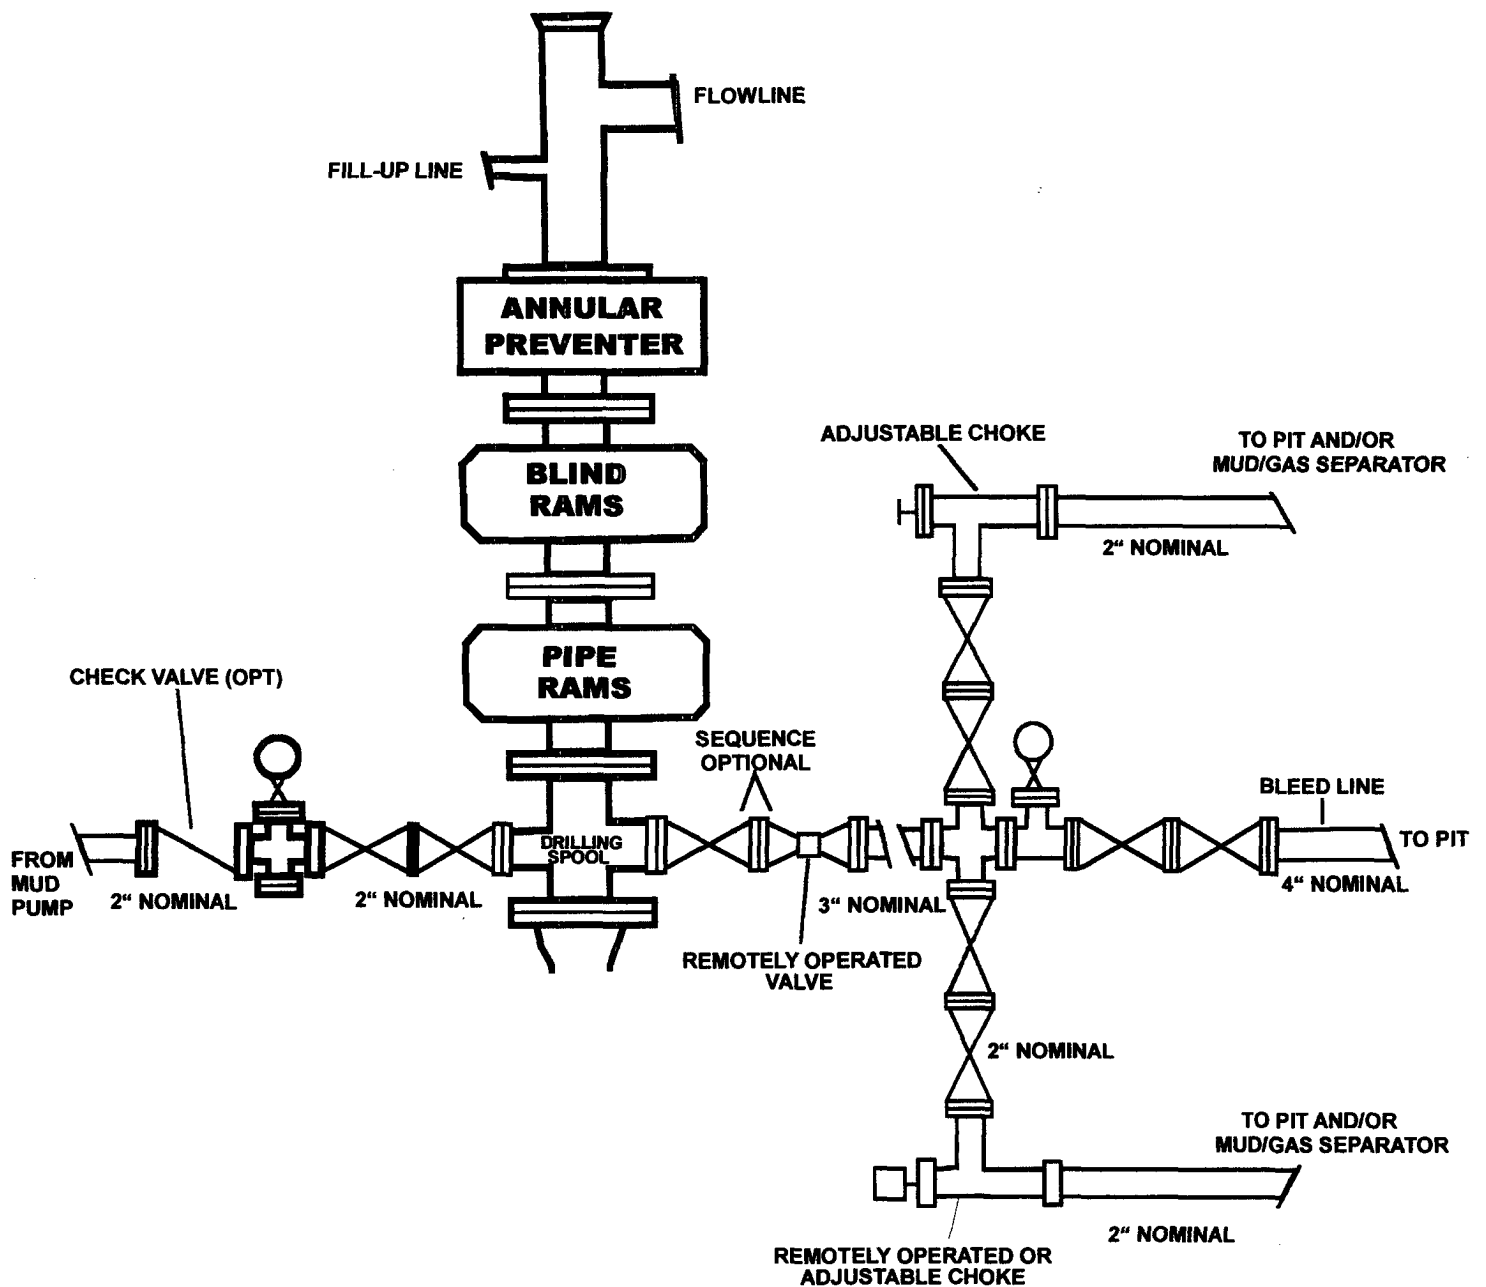 FLOWLINE
FILL-UP LINE
ANNULAR
PREVENTER
BLIND
RAMS
ADJUSTABLE CHOKE
TO PIT AND/OR
MUD/GAS SEPARATOR
2“ NOMINAL
PIPE
RAMS
CHECK VALVE (OPT)
SEQUENCE
OPTIONAL
BLEED LINE
DRILLING
SPOOL
TO PIT
FROM
MUD
PUMP
2“ NOMINAL
2“ NOMINAL
3“ NOMINAL
4“ NOMINAL
REMOTELY OPERATED
VALVE
2“ NOMINAL
TO PIT AND/OR
MUD/GAS SEPARATOR
2“ NOMINAL
REMOTELY OPERATED OR
ADJUSTABLE CHOKE